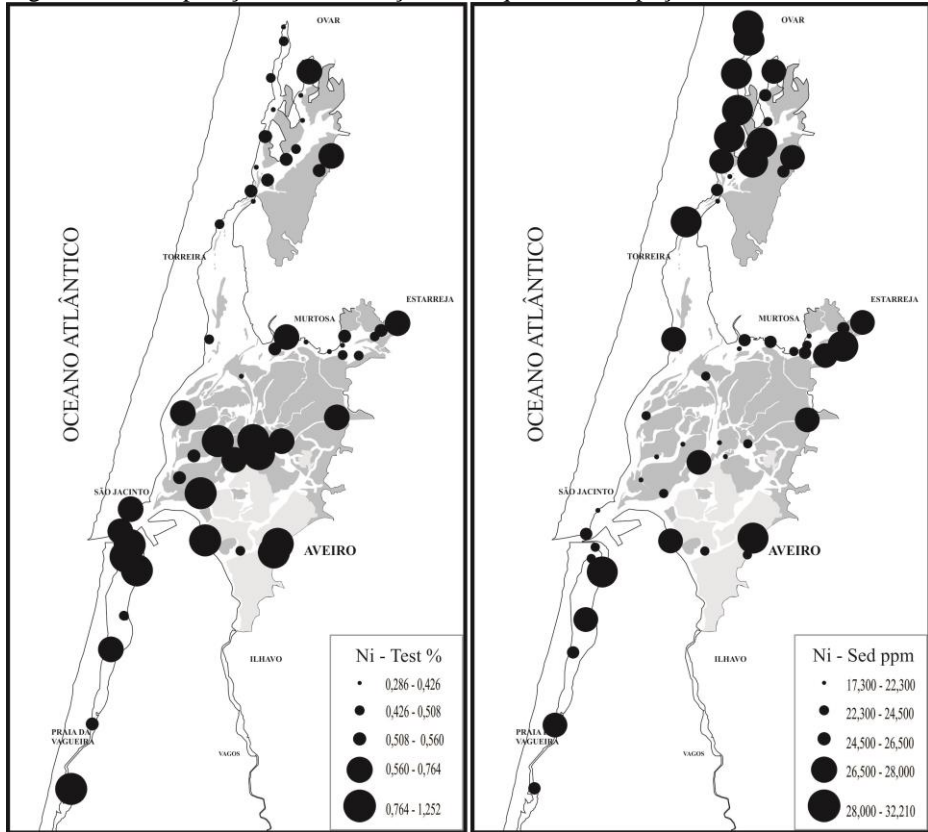 OVAR
OCEANO ATLÂNTICO
TORREIRA
ESTARREJA
MURTOSA
SÃO JACINTO
AVEIRO
ILHAVO
PRAIA DA
VAGUEIRA
VAGOS
Ni - Test %
0,286 - 0,426
0,426 - 0,508
0,508 - 0,560
0,560 - 0,764
0,764 - 1,252
OVAR
OCEANO ATLÂNTICO
TORREIRA
ESTARREJA
MURTOSA
SÃO JACINTO
AVEIRO
ILHAVO
PRAIA
VAGUEIRA
VAGOS
Ni - Sed ppm
17,300 - 22,300
22,300 - 24,500
24,500 - 26,500
26,500 - 28,000
28,000 - 32,210